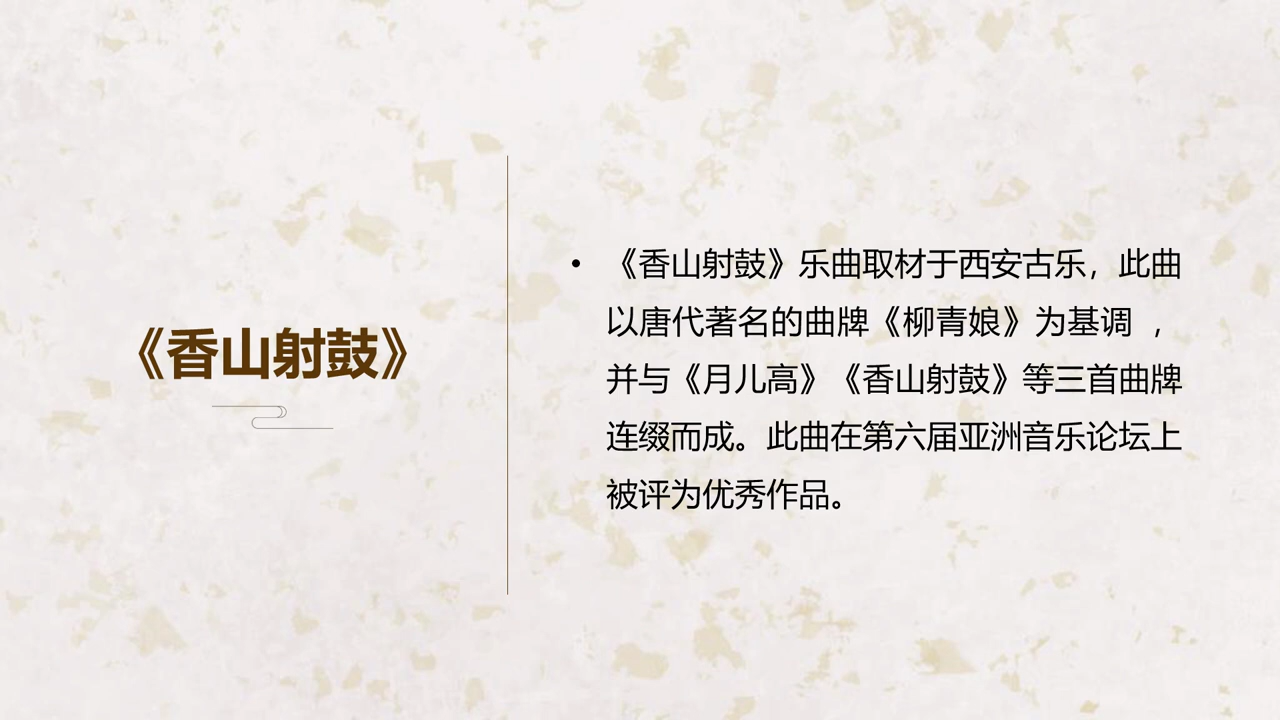 《香山射鼓》
• 《香山射鼓》乐曲取材于西安古乐，此曲
以唐代著名的曲牌《柳青娘》为基调 ，
并与《月儿高》《香山射鼓》等三首曲牌
连缀而成。此曲在第六届亚洲音乐论坛上
被评为优秀作品。